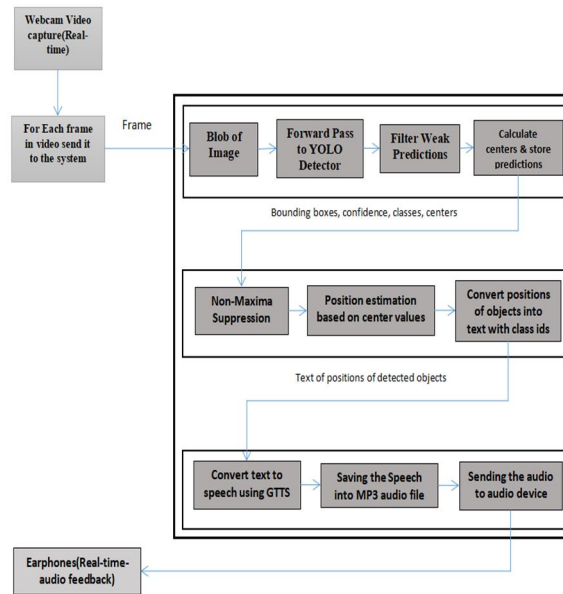 Webcam Video
capture(Real-
time)
For Each frame
in video send it
to the system
Frame
Blob of
Image
Forward Pass
to YOLO
Detector
Filter Weak
Predictions
Calculate
centers & store
predictions
Bounding boxes, confidence, classes, centers
Non-Maxima
Suppression
Position estimation
based on center
values
Convert positions
of objects into
text with class ids
Text of positions of detected objects
Convert text to
speech using GTTS
Saving the Speech
into MP3 audio file
Sending the audio
to audio device
Earphones(Real-time-
audio feedback)